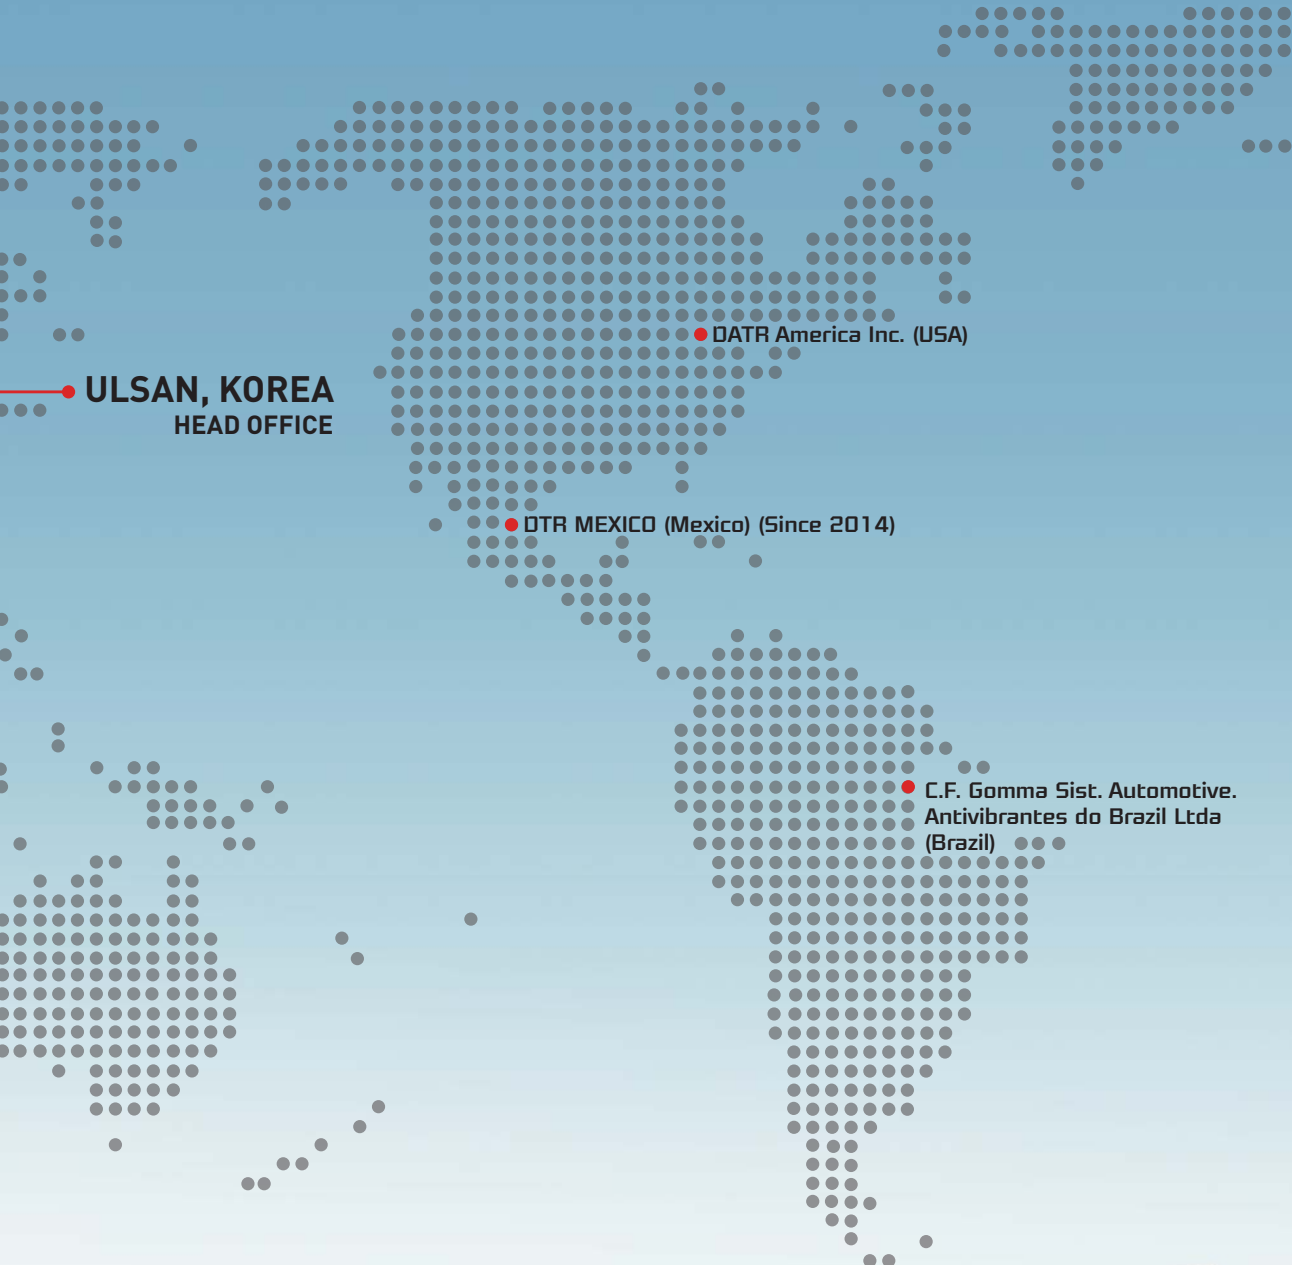 DATR America Inc. (USA)
ULSAN, KOREA
HEAD OFFICE
DTR MEXICO (Mexico) (Since 2014)
C.F. Gomma Sist. Automotive.
Antivibrantes do Brazil Ltda
(Brazil)